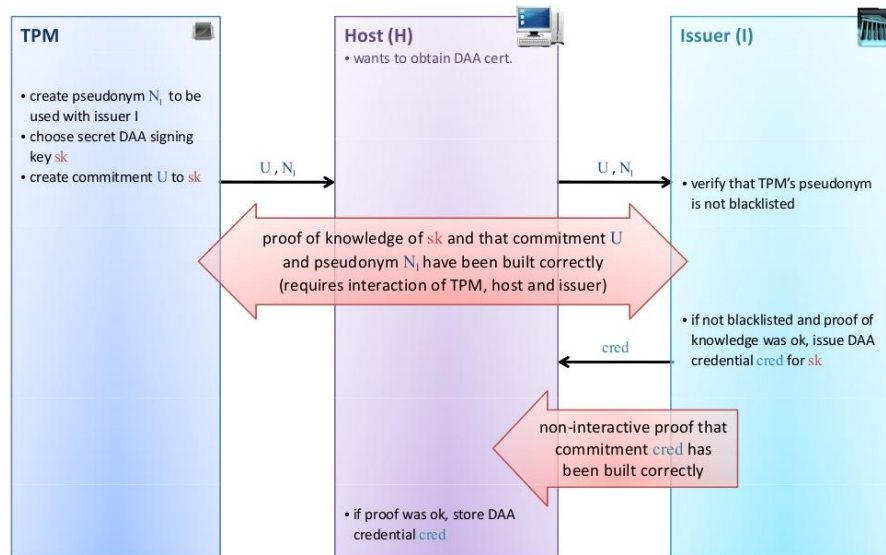 TPM
• create pseudonym N_I to be
used with issuer I
• choose secret DAA signing
key sk
• create commitment U to sk
U , N_I
Host (H)
• wants to obtain DAA cert.
U , N_I
Issuer (I)
• verify that TPM's pseudonym
is not blacklisted
proof of knowledge of sk and that commitment U
and pseudonym N_I have been built correctly
(requires interaction of TPM, host and issuer)
• if not blacklisted and proof of
knowledge was ok, issue DAA
credential cred for sk
cred
non-interactive proof that
commitment cred has
been built correctly
• if proof was ok, store DAA
credential cred